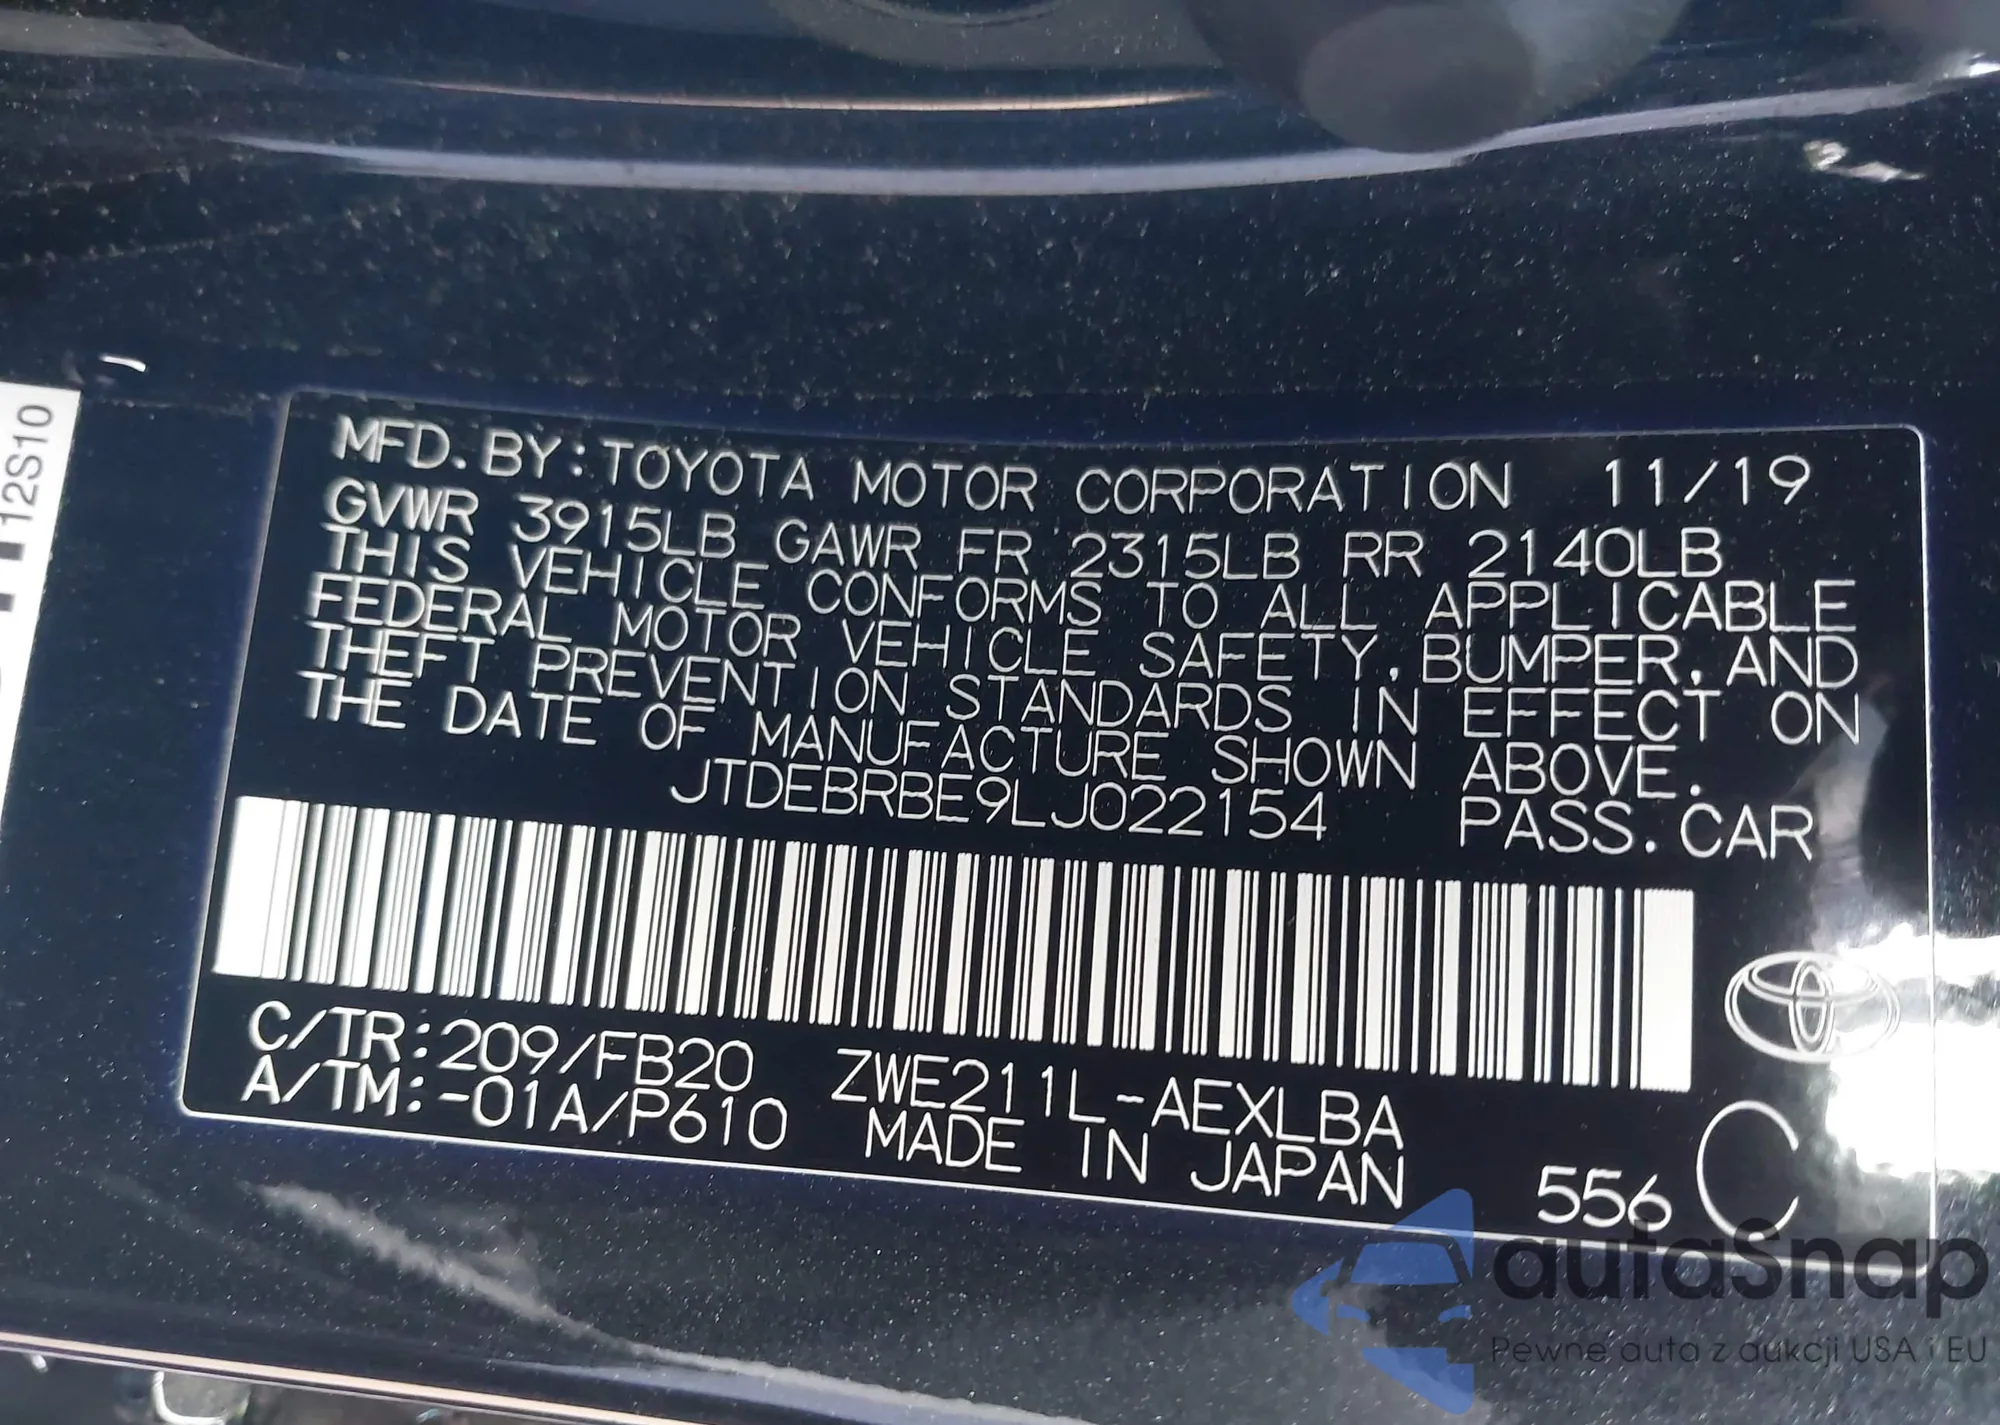 12S10
MFD. BY: TOYOTA MOTOR CORPORATION 11/19
GVWR 3915LB GAWR FR 2315LB RR 2140LB
THIS VEHICLE CONFORMS TO ALL APPLICABLE
FEDERAL MOTOR VEHICLE SAFETY, BUMPER, AND
THEFT PREVENTION STANDARDS IN EFFECT ON
THE DATE OF MANUFACTURE SHOWN ABOVE.
JTDEBRBE9LJ022154 PASS. CAR
C/TR: 209/FB20 ZWE211L-AEXLBA
A/TM: -01A/P610 MADE IN JAPAN 556 C
autaSnap
Pewne auta z aukcji USA i EU